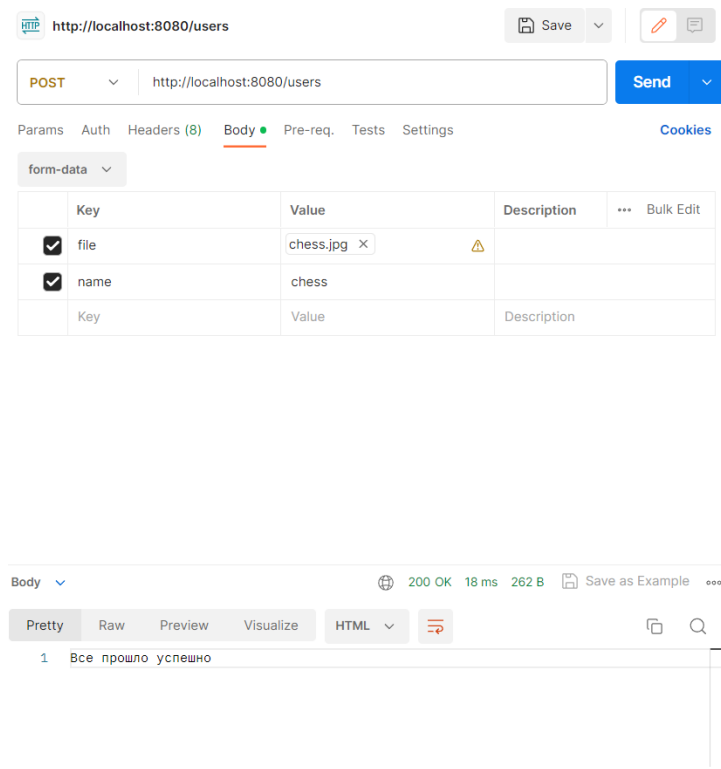 HTTP http://localhost:8080/users Save
POST http://localhost:8080/users Send
Params Auth Headers (8) Body Pre-req. Tests Settings Cookies
form-data
Key Value Description ••• Bulk Edit
file chess.jpg ×
name chess
Key Value Description
Body 200 OK 18 ms 262 B Save as Example
Pretty Raw Preview Visualize HTML
1 Все прошло успешно